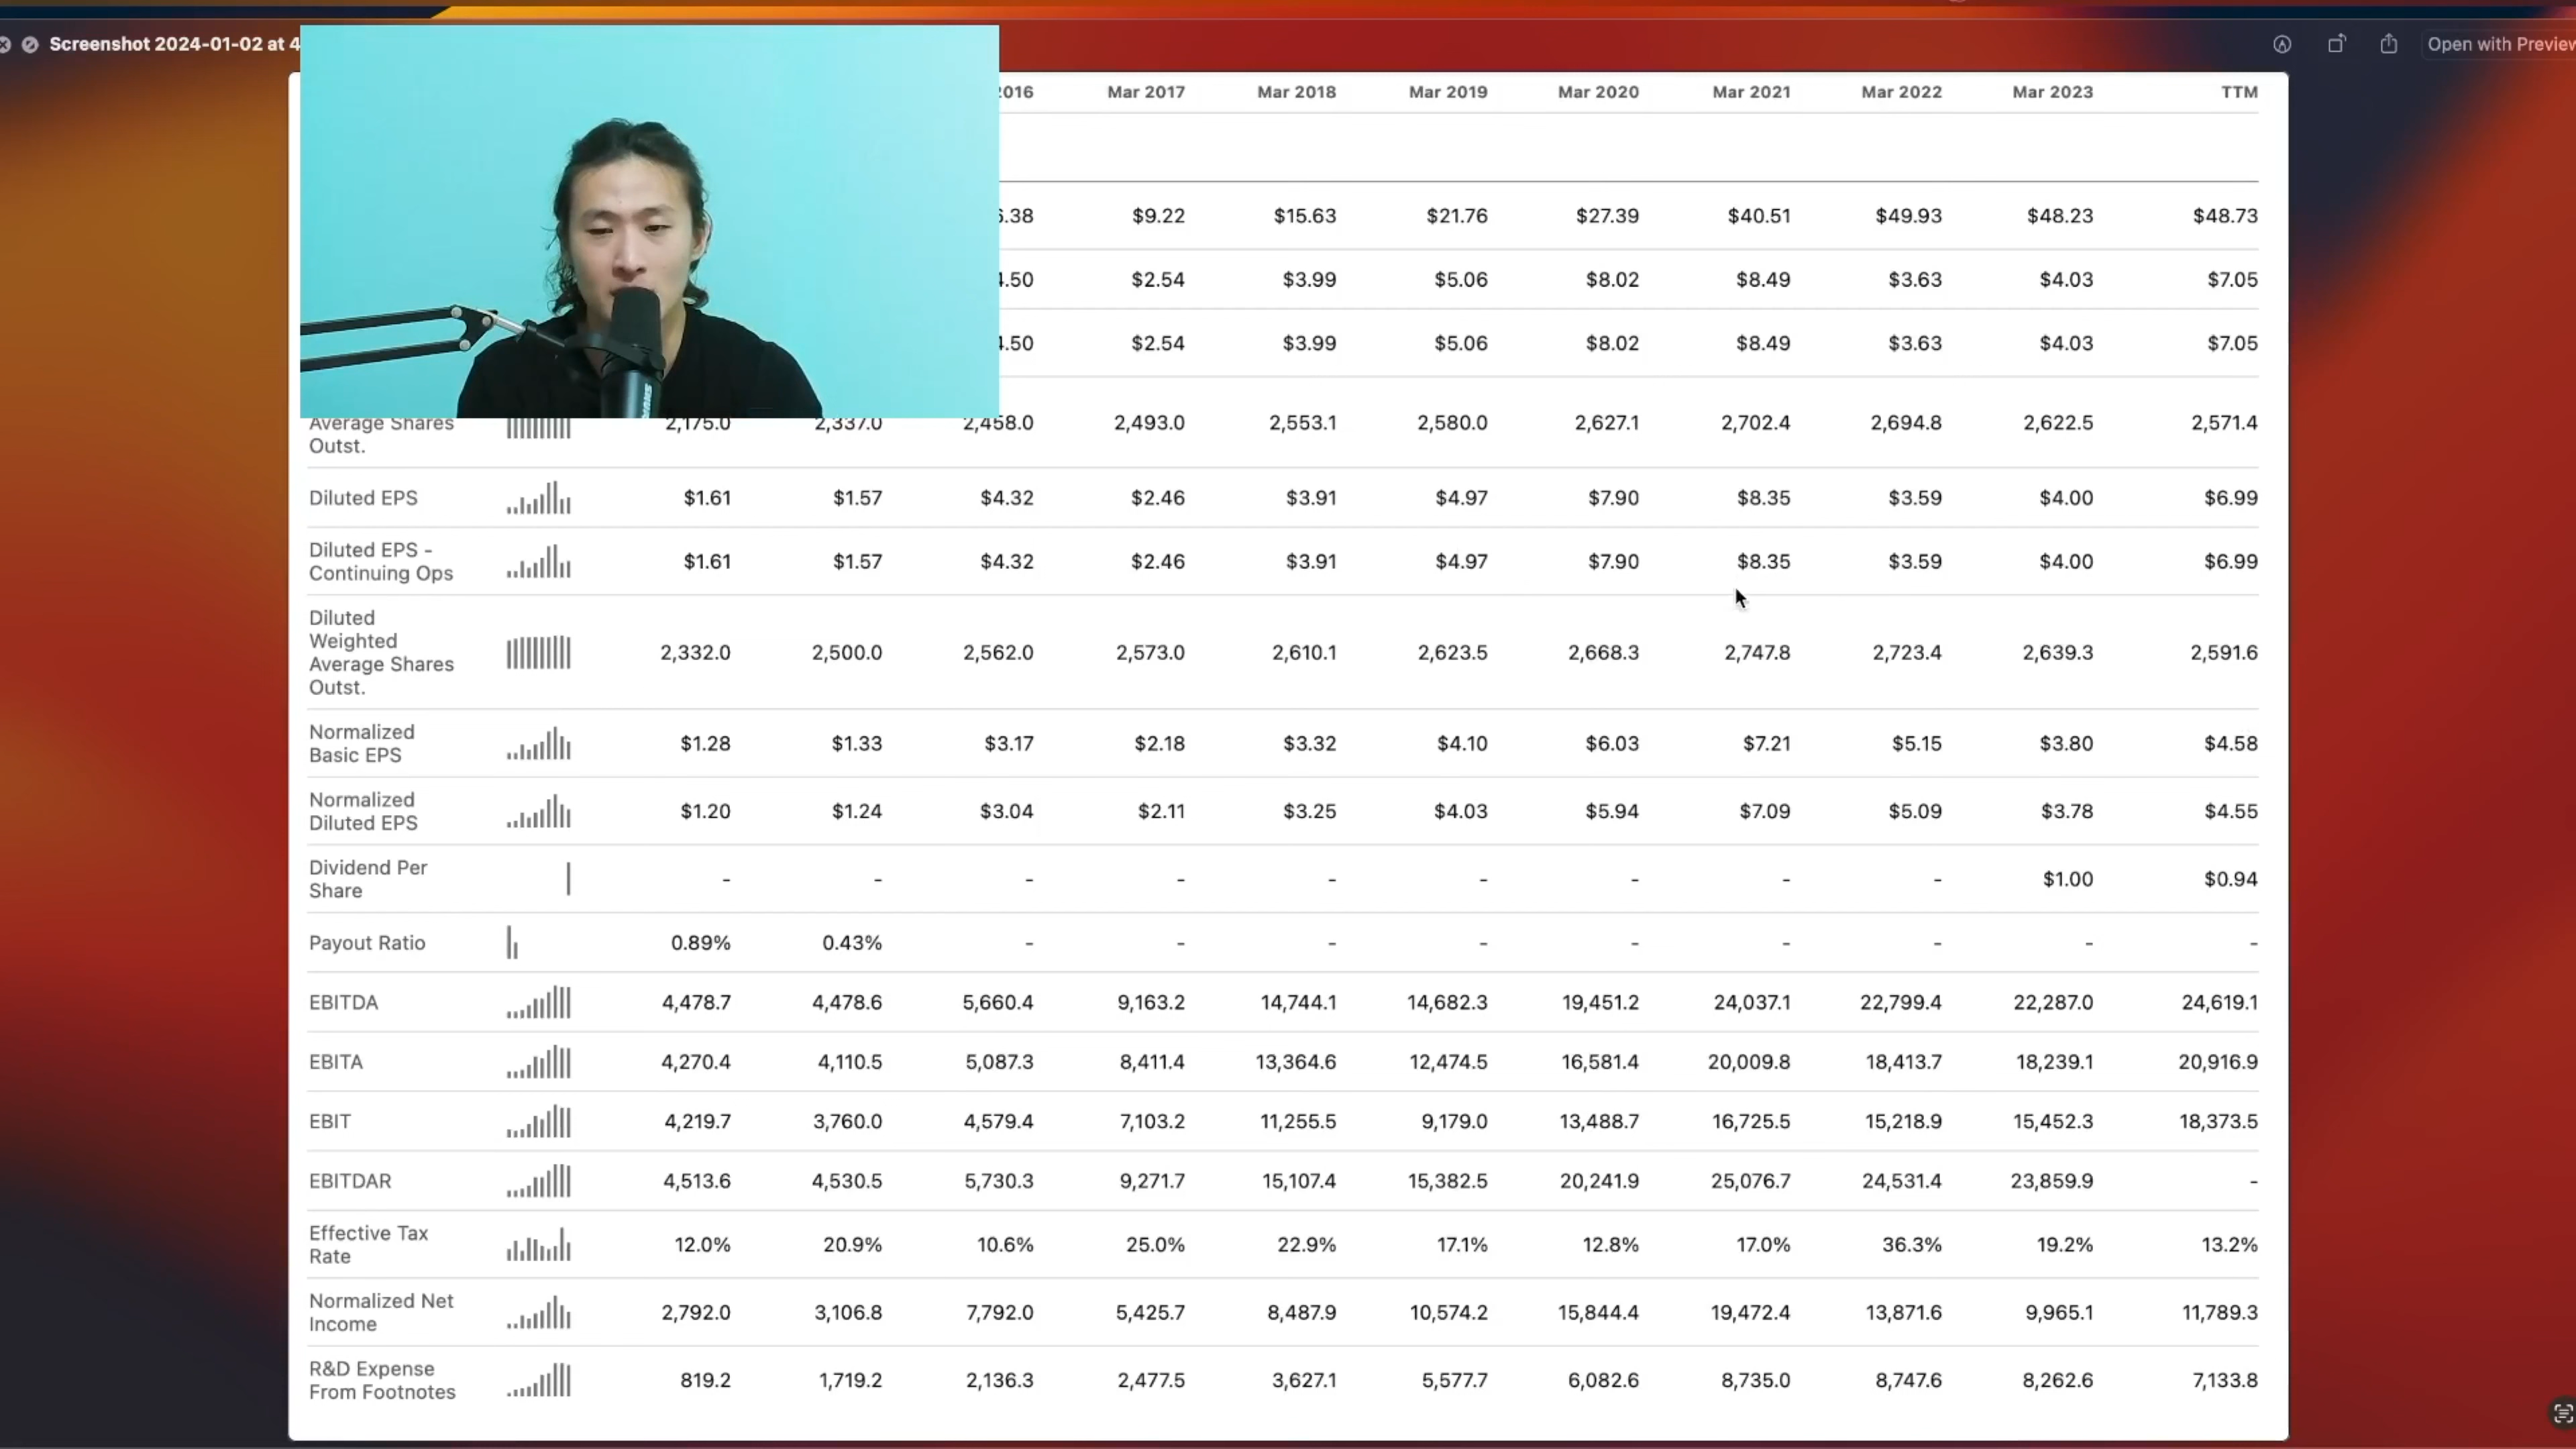 Screenshot 2024-01-02 at 4
Open with Preview
2016 Mar 2017 Mar 2018 Mar 2019 Mar 2020 Mar 2021 Mar 2022 Mar 2023 TTM
.38 $9.22 $15.63 $21.76 $27.39 $40.51 $49.93 $48.23 $48.73
.50 $2.54 $3.99 $5.06 $8.02 $8.49 $3.63 $4.03 $7.05
.50 $2.54 $3.99 $5.06 $8.02 $8.49 $3.63 $4.03 $7.05
Average Shares
Outst.
2,175.0 2,337.0 2,458.0 2,493.0 2,553.1 2,580.0 2,627.1 2,702.4 2,694.8 2,622.5 2,571.4
Diluted EPS $1.61 $1.57 $4.32 $2.46 $3.91 $4.97 $7.90 $8.35 $3.59 $4.00 $6.99
Diluted EPS -
Continuing Ops
$1.61 $1.57 $4.32 $2.46 $3.91 $4.97 $7.90 $8.35 $3.59 $4.00 $6.99
Diluted
Weighted
Average Shares
Outst.
2,332.0 2,500.0 2,562.0 2,573.0 2,610.1 2,623.5 2,668.3 2,747.8 2,723.4 2,639.3 2,591.6
Normalized
Basic EPS
$1.28 $1.33 $3.17 $2.18 $3.32 $4.10 $6.03 $7.21 $5.15 $3.80 $4.58
Normalized
Diluted EPS
$1.20 $1.24 $3.04 $2.11 $3.25 $4.03 $5.94 $7.09 $5.09 $3.78 $4.55
Dividend Per
Share
- - - - - - - - - $1.00 $0.94
Payout Ratio 0.89% 0.43% - - - - - - - - -
EBITDA 4,478.7 4,478.6 5,660.4 9,163.2 14,744.1 14,682.3 19,451.2 24,037.1 22,799.4 22,287.0 24,619.1
EBITA 4,270.4 4,110.5 5,087.3 8,411.4 13,364.6 12,474.5 16,581.4 20,009.8 18,413.7 18,239.1 20,916.9
EBIT 4,219.7 3,760.0 4,579.4 7,103.2 11,255.5 9,179.0 13,488.7 16,725.5 15,218.9 15,452.3 18,373.5
EBITDAR 4,513.6 4,530.5 5,730.3 9,271.7 15,107.4 15,382.5 20,241.9 25,076.7 24,531.4 23,859.9 -
Effective Tax
Rate
12.0% 20.9% 10.6% 25.0% 22.9% 17.1% 12.8% 17.0% 36.3% 19.2% 13.2%
Normalized Net
Income
2,792.0 3,106.8 7,792.0 5,425.7 8,487.9 10,574.2 15,844.4 19,472.4 13,871.6 9,965.1 11,789.3
R&D Expense
From Footnotes
819.2 1,719.2 2,136.3 2,477.5 3,627.1 5,577.7 6,082.6 8,735.0 8,747.6 8,262.6 7,133.8